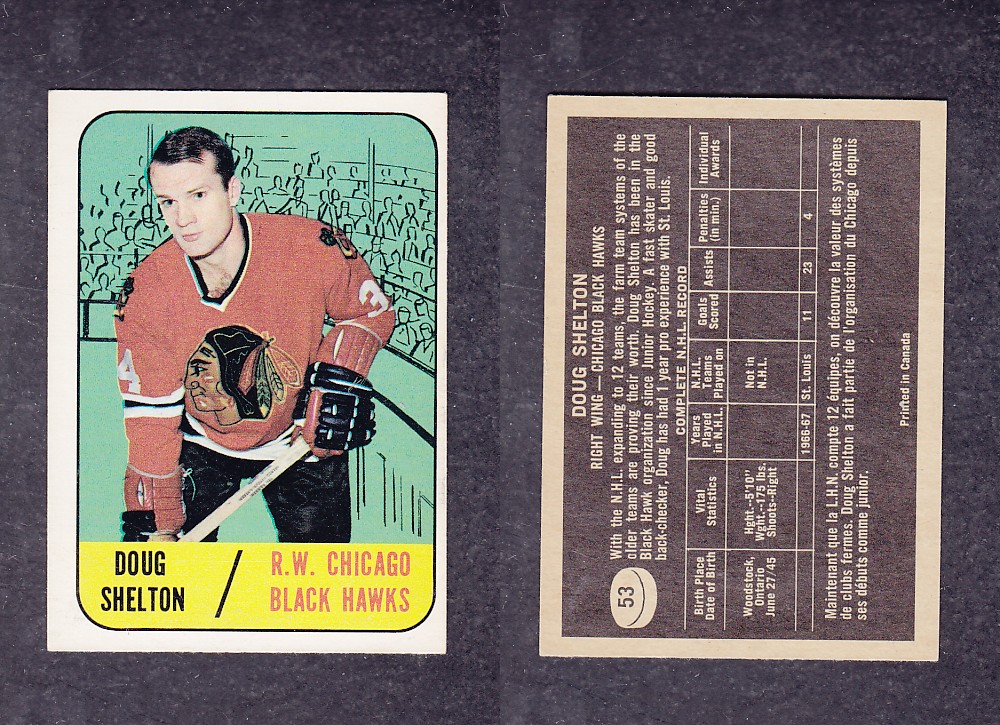 DOUG
SHELTON
/
R.W. CHICAGO
BLACK HAWKS
4
3
53
DOUG SHELTON
RIGHT WING — CHICAGO BLACK HAWKS
With the N.H.L. expanding to 12 teams, the farm team systems of the
older teams are proving their worth. Doug Shelton has been in the
Black Hawk organization since Junior Hockey. A fast skater and good
back-checker, Doug has had 1 year pro experience with St. Louis.
COMPLETE N.H.L. RECORD
Birth Place
Date of Birth
Vital
Statistics
Years
Played
in N.H.L.
N.H.L.
Teams
Played on
Goals
Scored
Assists
Penalties
(in min.)
Individual
Awards
Woodstock,
Ontario
June 27/45
Hght.--5'10"
Wght.--175 lbs.
Shoots--Right
Not in
N.H.L.
1966-67 St. Louis 11 23 4
Maintenant que la L.H.N. compte 12 équipes, on découvre la valeur des systèmes
de clubs fermes. Doug Shelton a fait partie de l'organisation du Chicago depuis
ses débuts comme junior.
Printed in Canada